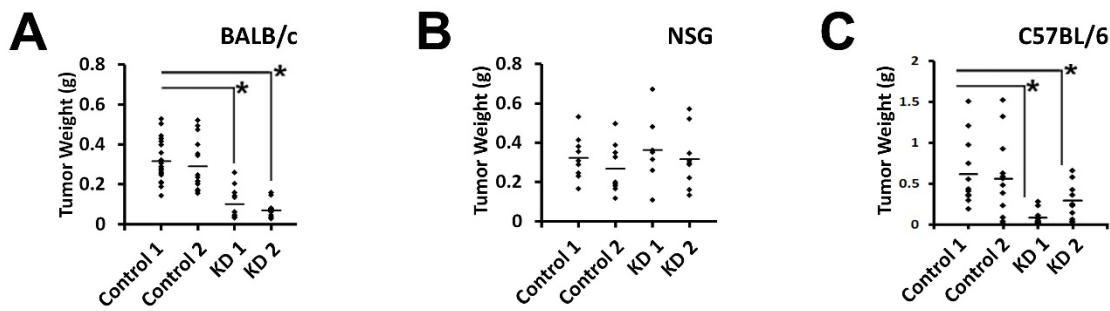 A
BALB/c
Tumor Weight (g)
0.8
0.6
0.4
0.2
0
*
*
Control 1
Control 2
KD 1
KD 2
B
NSG
Tumor Weight (g)
0.8
0.6
0.4
0.2
0
Control 1
Control 2
KD 1
KD 2
C
C57BL/6
Tumor Weight (g)
2
1.5
1
0.5
0
*
*
Control 1
Control 2
KD 1
KD 2